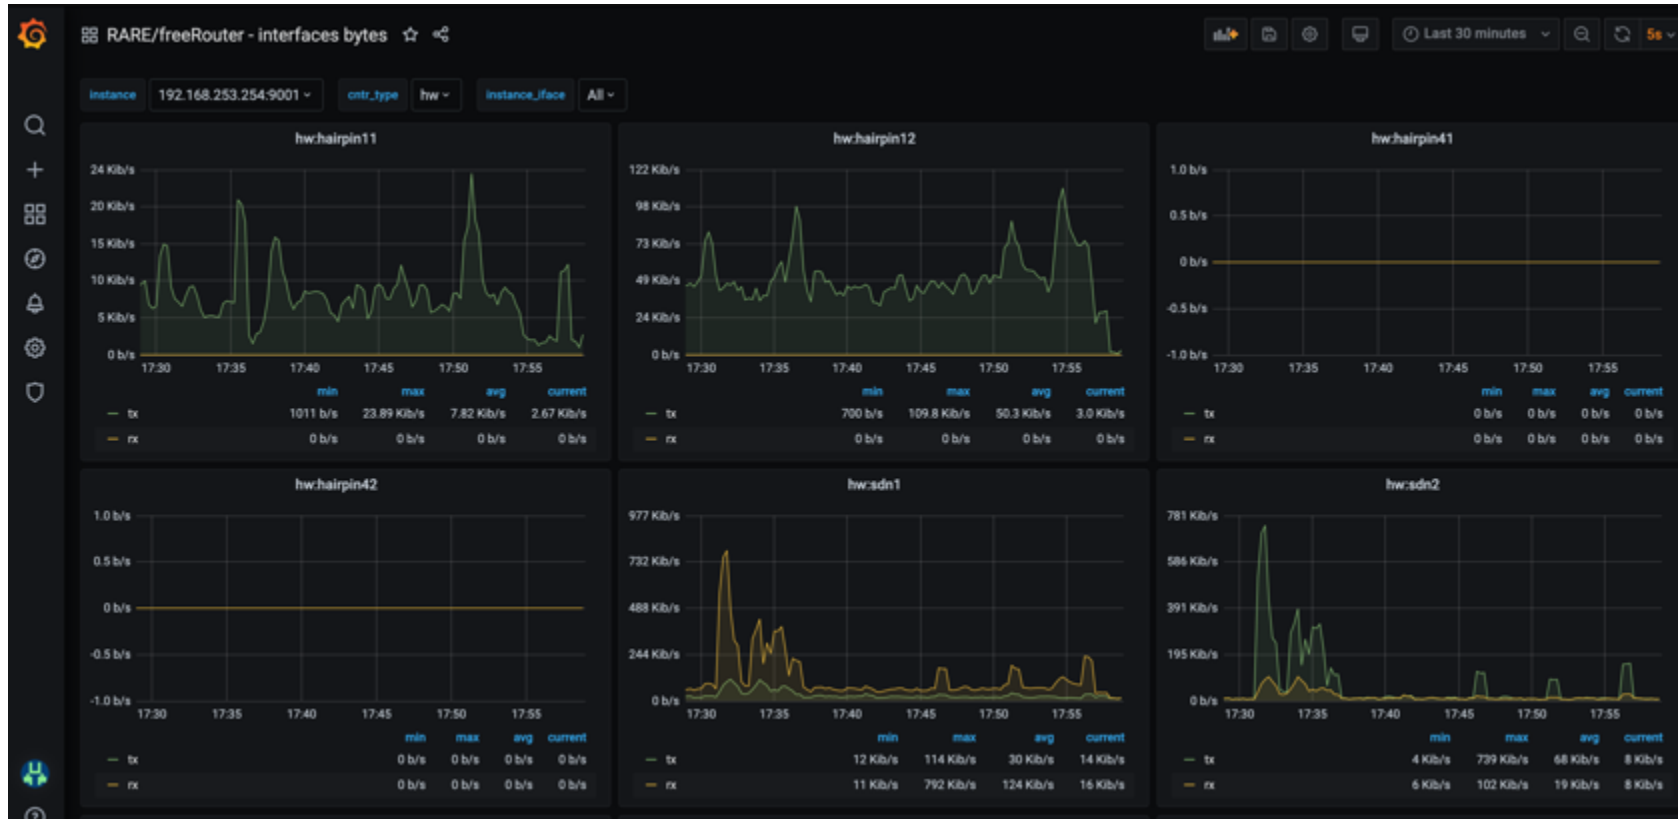 RARE/freeRouter - interfaces bytes
Last 30 minutes
5s
instance 192.168.253.254:9001 cntr_type hw instance_iface All
hw:hairpin11
24 Kib/s
20 Kib/s
15 Kib/s
10 Kib/s
5 Kib/s
0 b/s
17:30 17:35 17:40 17:45 17:50 17:55
min max avg current
tx 1011 b/s 23.89 Kib/s 7.82 Kib/s 2.67 Kib/s
rx 0 b/s 0 b/s 0 b/s 0 b/s
hw:hairpin12
122 Kib/s
98 Kib/s
73 Kib/s
49 Kib/s
24 Kib/s
0 b/s
17:30 17:35 17:40 17:45 17:50 17:55
min max avg current
tx 700 b/s 109.8 Kib/s 50.3 Kib/s 3.0 Kib/s
rx 0 b/s 0 b/s 0 b/s 0 b/s
hw:hairpin41
1.0 b/s
0.5 b/s
0 b/s
-0.5 b/s
-1.0 b/s
17:30 17:35 17:40 17:45 17:50 17:55
min max avg current
tx 0 b/s 0 b/s 0 b/s 0 b/s
rx 0 b/s 0 b/s 0 b/s 0 b/s
hw:hairpin42
1.0 b/s
0.5 b/s
0 b/s
-0.5 b/s
-1.0 b/s
17:30 17:35 17:40 17:45 17:50 17:55
min max avg current
tx 0 b/s 0 b/s 0 b/s 0 b/s
rx 0 b/s 0 b/s 0 b/s 0 b/s
hw:sdn1
977 Kib/s
732 Kib/s
488 Kib/s
244 Kib/s
0 b/s
17:30 17:35 17:40 17:45 17:50 17:55
min max avg current
tx 12 Kib/s 114 Kib/s 30 Kib/s 14 Kib/s
rx 11 Kib/s 792 Kib/s 124 Kib/s 16 Kib/s
hw:sdn2
781 Kib/s
586 Kib/s
391 Kib/s
195 Kib/s
0 b/s
17:30 17:35 17:40 17:45 17:50 17:55
min max avg current
tx 4 Kib/s 739 Kib/s 68 Kib/s 8 Kib/s
rx 6 Kib/s 102 Kib/s 19 Kib/s 8 Kib/s